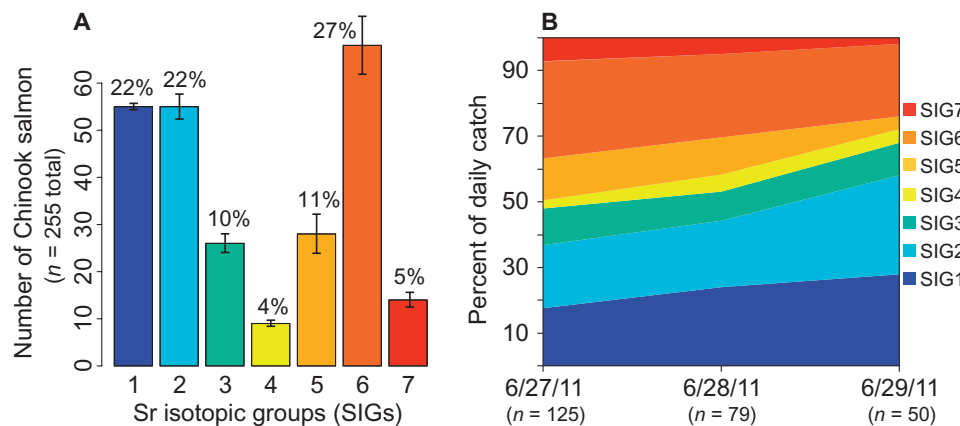 A
Number of Chinook salmon
(n = 255 total)
0
10
20
30
40
50
60
22%
22%
10%
4%
11%
27%
5%
1 2 3 4 5 6 7
Sr isotopic groups (SIGs)
B
Percent of daily catch
90
70
50
30
10
6/27/11 6/28/11 6/29/11
(n = 125) (n = 79) (n = 50)
SIG7
SIG6
SIG5
SIG4
SIG3
SIG2
SIG1